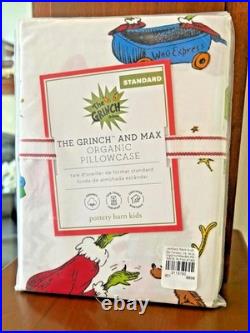 Who Express
STANDARD
The
GRINCH
THE GRINCH™ AND MAX
ORGANIC
PILLOWCASE
taie d'oreiller de format standard
funda de almohada estándar
pottery barn kids